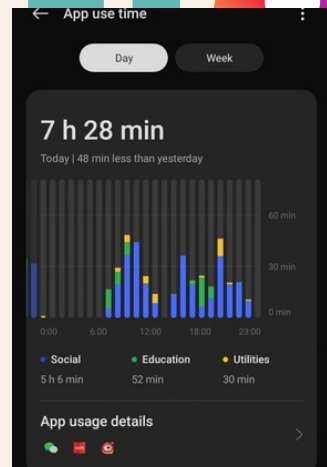 App use time
Day
Week
7 h 28 min
Today | 48 min less than yesterday
60 min
30 min
0 min
0:00 6:00 12:00 18:00 23:00
Social
Education
Utilities
5 h 6 min
52 min
30 min
App usage details